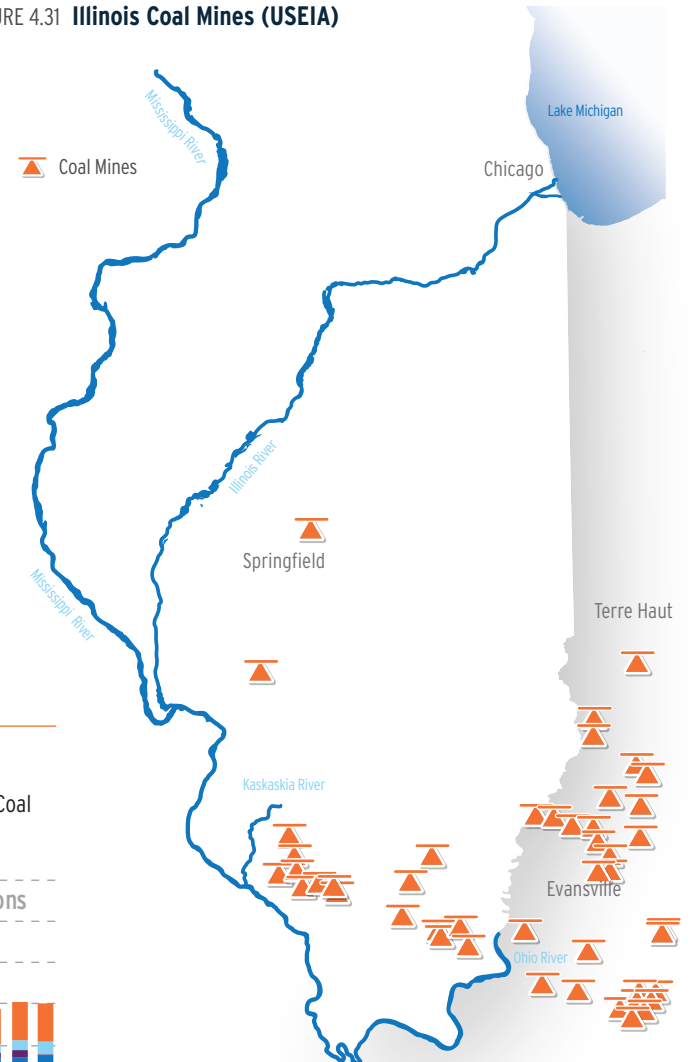 URE 4.31 Illinois Coal Mines (USEIA)
Mississippi River
Lake Michigan
Coal Mines
Chicago
Illinois River
Springfield
Mississippi River
Terre Haut
Kaskaskia River
Coal
Evansville
ons
Ohio River